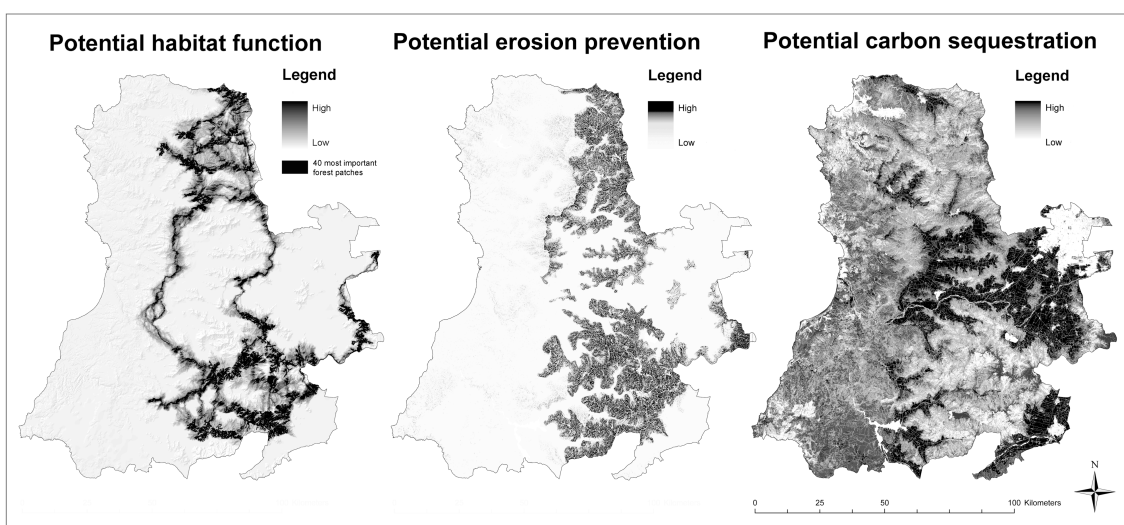 Potential habitat function
Legend
High
Low
40 most important
forest patches
Potential erosion prevention
Legend
High
Low
Potential carbon sequestration
Legend
High
Low
N
0 25 50 100 Kilometers